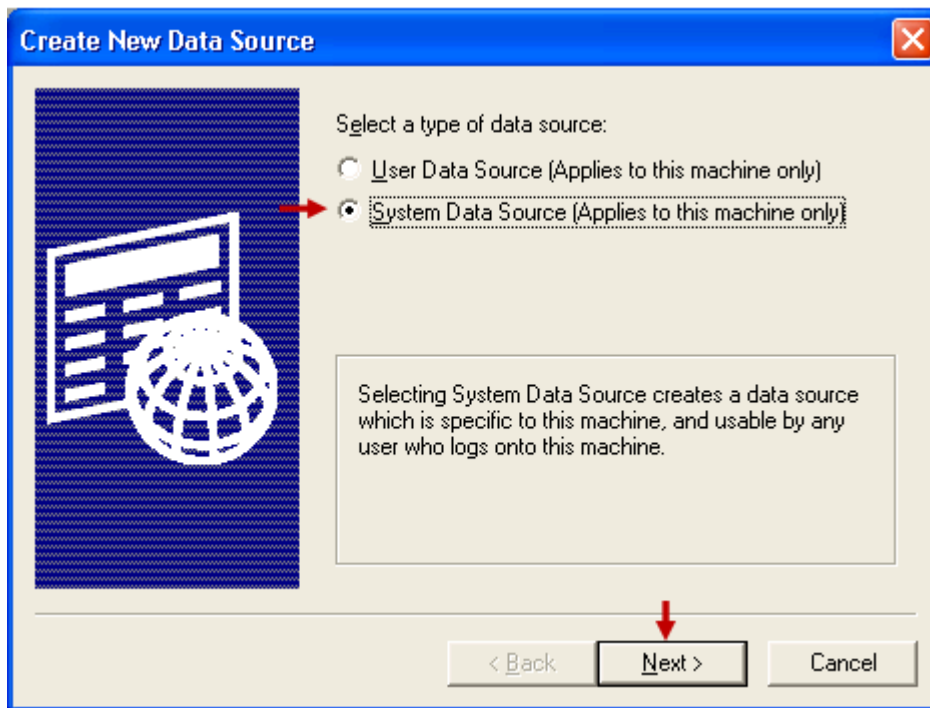 Create New Data Source
Select a type of data source:
User Data Source (Applies to this machine only)
System Data Source (Applies to this machine only)
Selecting System Data Source creates a data source
which is specific to this machine, and usable by any
user who logs onto this machine.
< Back
Next >
Cancel